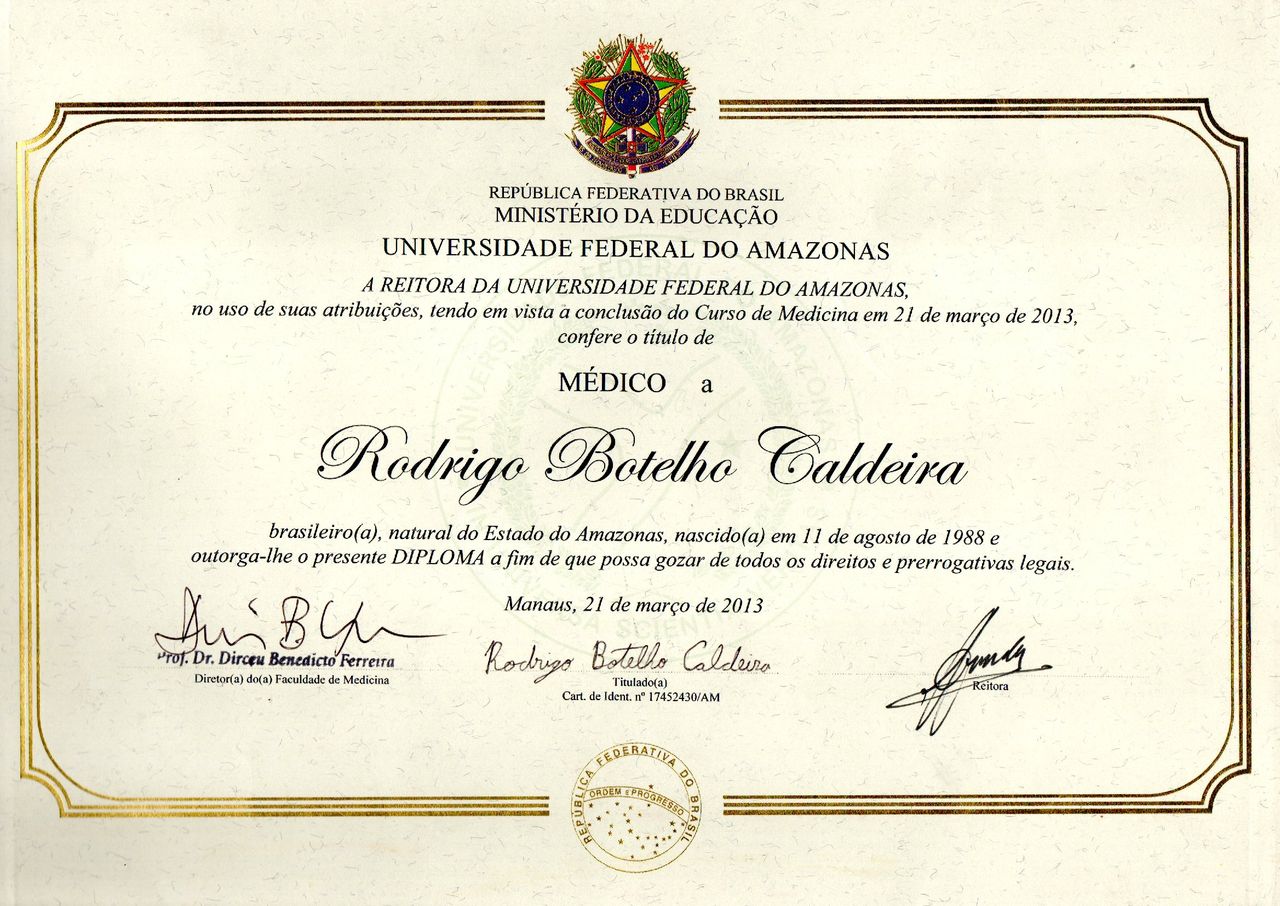 REPÚBLICA FEDERATIVA DO BRASIL
MINISTÉRIO DA EDUCAÇÃO
UNIVERSIDADE FEDERAL DO AMAZONAS
A REITORA DA UNIVERSIDADE FEDERAL DO AMAZONAS,
no uso de suas atribuições, tendo em vista a conclusão do Curso de Medicina em 21 de março de 2013,
confere o título de
MÉDICO a
Rodrigo Botelho Caldeira
brasileiro(a), natural do Estado do Amazonas, nascido(a) em 11 de agosto de 1988 e
outorga-lhe o presente DIPLOMA a fim de que possa gozar de todos os direitos e prerrogativas legais.
Manaus, 21 de março de 2013
Prof. Dr. Dirceu Benedicto Ferreira
Diretor(a) do(a) Faculdade de Medicina
Rodrigo Botelho Caldeira
Titulado(a)
Cart. de Ident. nº 17452430/AM
Reitora
REPÚBLICA FEDERATIVA DO BRASIL
ORDEM E PROGRESSO